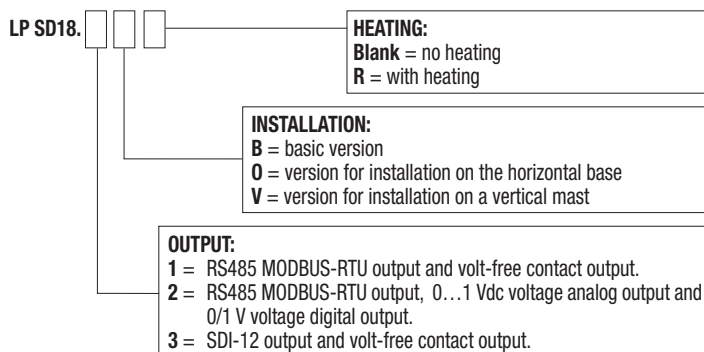 LP SD18.
HEATING:
Blank = no heating
R = with heating
INSTALLATION:
B = basic version
O = version for installation on the horizontal base
V = version for installation on a vertical mast
OUTPUT:
1 = RS485 MODBUS-RTU output and volt-free contact output.
2 = RS485 MODBUS-RTU output, 0…1 Vdc voltage analog output and
0/1 V voltage digital output.
3 = SDI-12 output and volt-free contact output.